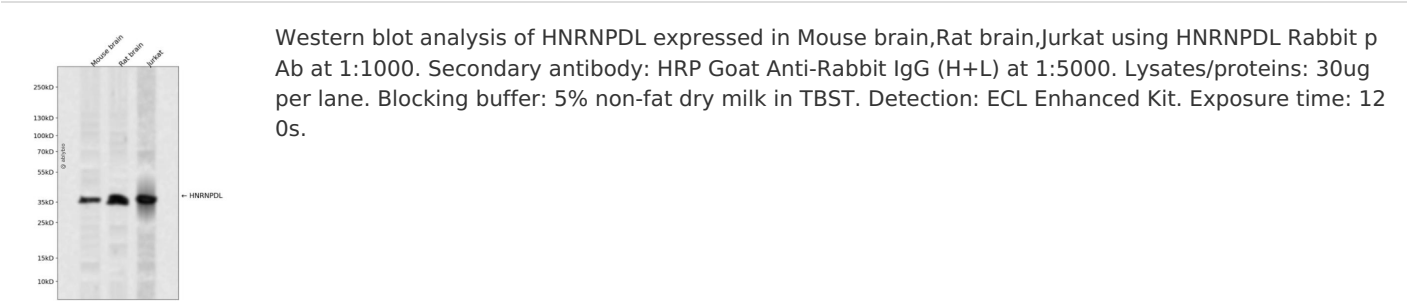 Mouse brain
Rat brain
Jurkat
250kD
130kD
100kD
70kD
55kD
35kD
25kD
15kD
10kD
← HNRNPDL
@ abbybio
Western blot analysis of HNRNPDL expressed in Mouse brain,Rat brain,Jurkat using HNRNPDL Rabbit p
Ab at 1:1000. Secondary antibody: HRP Goat Anti-Rabbit IgG (H+L) at 1:5000. Lysates/proteins: 30ug
per lane. Blocking buffer: 5% non-fat dry milk in TBST. Detection: ECL Enhanced Kit. Exposure time: 12
0s.